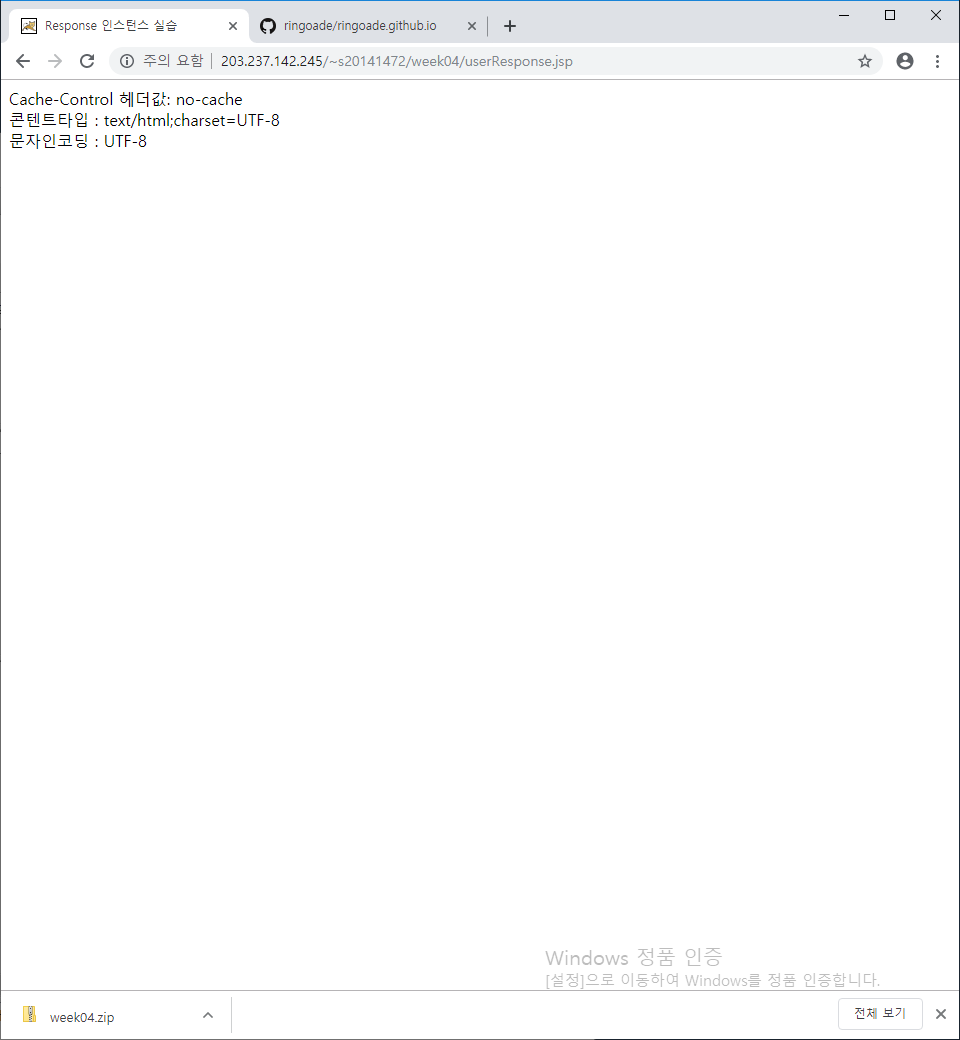 Response 인스턴스 실습
ringoade/ringoade.github.io
주의 요함 | 203.237.142.245/~s20141472/week04/userResponse.jsp
Cache-Control 헤더값: no-cache
콘텐트타입 : text/html;charset=UTF-8
문자인코딩 : UTF-8
Windows 정품 인증
[설정]으로 이동하여 Windows를 정품 인증합니다.
week04.zip
전체 보기